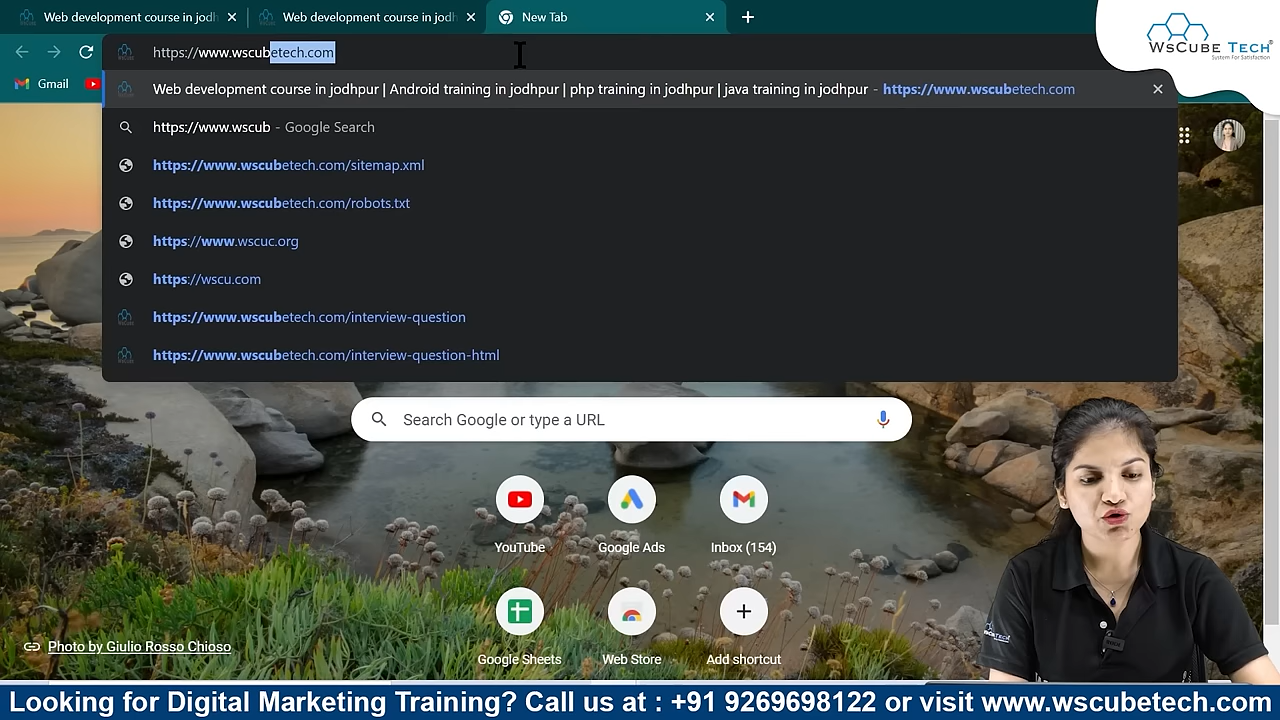 Web development course in jodh
Web development course in jodh
New Tab
https://www.wscubetech.com
WsCube Tech
System For Satisfaction
Gmail
Web development course in jodhpur | Android training in jodhpur | php training in jodhpur | java training in jodhpur - https://www.wscubetech.com
https://www.wscub - Google Search
https://www.wscubetech.com/sitemap.xml
https://www.wscubetech.com/robots.txt
https://www.wscuc.org
https://wscu.com
https://www.wscubetech.com/interview-question
https://www.wscubetech.com/interview-question-html
Search Google or type a URL
YouTube
Google Ads
Inbox (154)
Google Sheets
Web Store
Add shortcut
Photo by Giulio Rosso Chioso
Looking for Digital Marketing Training? Call us at : +91 9269698122 or visit www.wscubetech.com